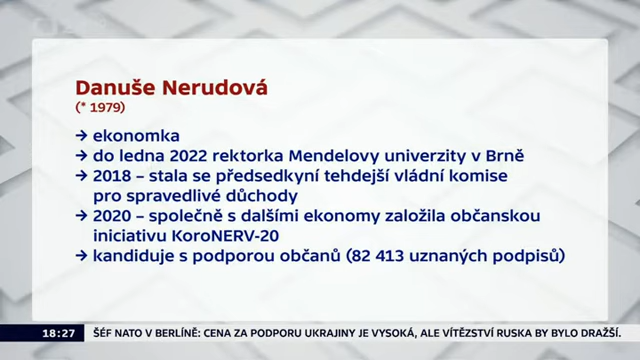 Danuše Nerudová
(* 1979)
→ ekonomka
→ do ledna 2022 rektorka Mendelovy univerzity v Brně
→ 2018 – stala se předsedkyní tehdejší vládní komise
pro spravedlivé důchody
→ 2020 – společně s dalšími ekonomy založila občanskou
iniciativu KoroNERV-20
→ kandiduje s podporou občanů (82 413 uznaných podpisů)
18:27 ŠÉF NATO V BERLÍNĚ: CENA ZA PODPORU UKRAJINY JE VYSOKÁ, ALE VÍTĚZSTVÍ RUSKA BY BYLO DRAŽŠÍ.